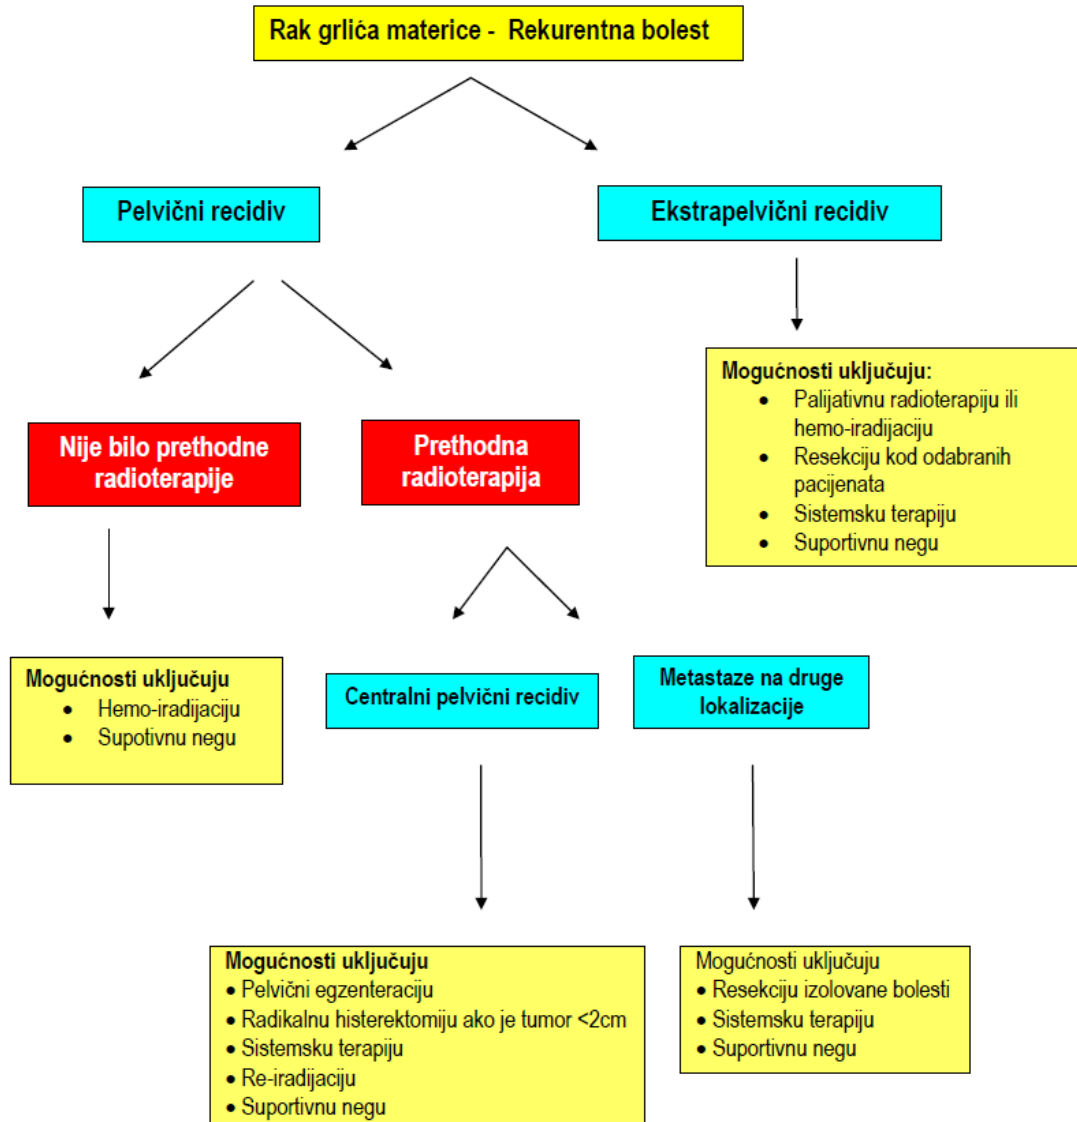 Rak grlića materice - Rekurentna bolest
Pelvični recidiv
Ekstrapelvični recidiv
Mogućnosti uključuju:
• Palijativnu radioterapiju ili
hemo-iradijaciju
• Resekciju kod odabranih
pacijenata
• Sistemsku terapiju
• Suportivnu negu
Nije bilo prethodne
radioterapije
Prethodna
radioterapija
Mogućnosti uključuju
• Hemo-iradijaciju
• Supotivnu negu
Centralni pelvični recidiv
Metastaze na druge
lokalizacije
Mogućnosti uključuju
• Pelvični egzenteraciju
• Radikalnu histerektomiju ako je tumor <2cm
• Sistemsku terapiju
• Re-iradijaciju
• Suportivnu negu
Mogućnosti uključuju
• Resekciju izolovane bolesti
• Sistemsku terapiju
• Suportivnu negu